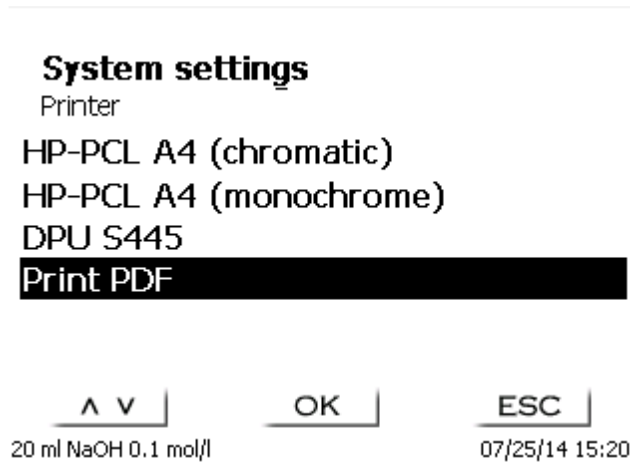 System settings
Printer
HP-PCL A4 (chromatic)
HP-PCL A4 (monochrome)
DPU S445
Print PDF
∧ ∨ OK ESC
20 ml NaOH 0.1 mol/l 07/25/14 15:20